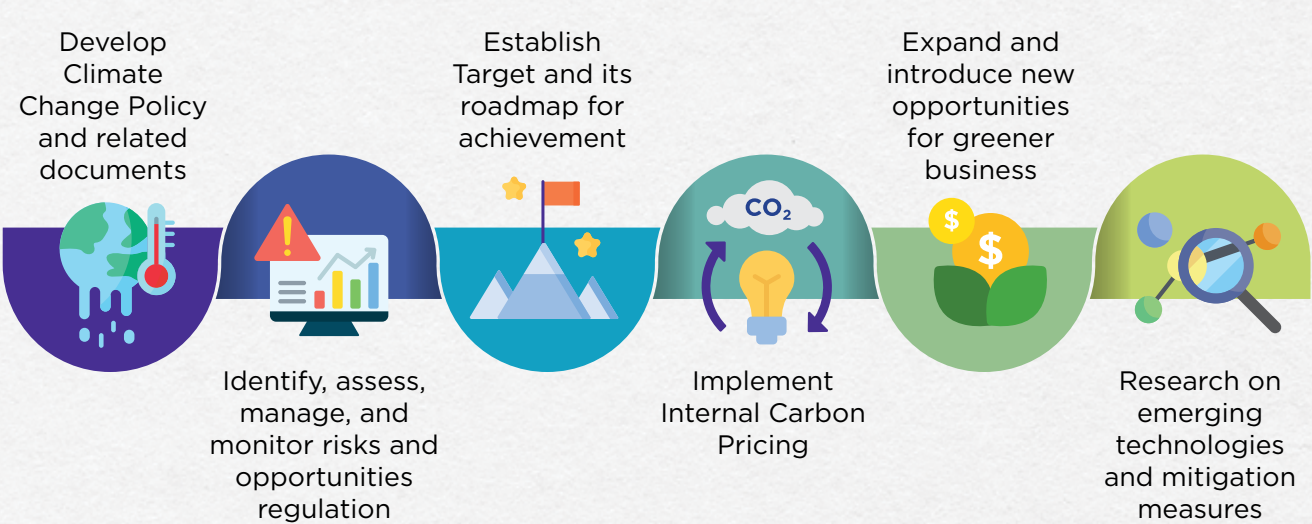 Develop
Climate
Change Policy
and related
documents
Identify, assess,
manage, and
monitor risks and
opportunities
regulation
Establish
Target and its
roadmap for
achievement
CO₂
Implement
Internal Carbon
Pricing
Expand and
introduce new
opportunities
for greener
business
$
$
Research on
emerging
technologies
and mitigation
measures